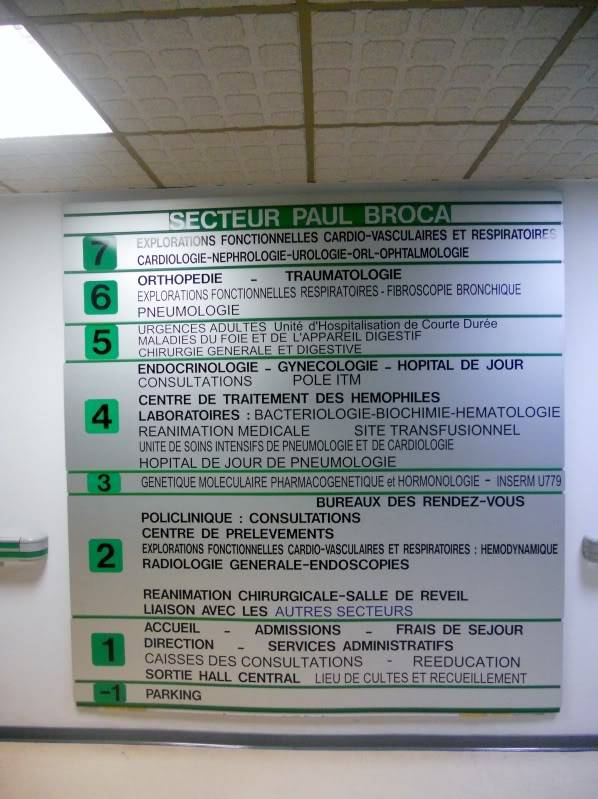 SECTEUR PAUL BROCA
7 EXPLORATIONS FONCTIONNELLES CARDIO-VASCULAIRES ET RESPIRATOIRES
CARDIOLOGIE-NEPHROLOGIE-UROLOGIE-ORL-OPHTALMOLOGIE
6 ORTHOPEDIE - TRAUMATOLOGIE
EXPLORATIONS FONCTIONNELLES RESPIRATOIRES - FIBROSCOPIE BRONCHIQUE
PNEUMOLOGIE
5 URGENCES ADULTES Unité d'Hospitalisation de Courte Durée
MALADIES DU FOIE ET DE L'APPAREIL DIGESTIF
CHIRURGIE GENERALE ET DIGESTIVE
4 ENDOCRINOLOGIE - GYNECOLOGIE - HOPITAL DE JOUR
CONSULTATIONS POLE ITM
CENTRE DE TRAITEMENT DES HEMOPHILES
LABORATOIRES : BACTERIOLOGIE-BIOCHIMIE-HEMATOLOGIE
REANIMATION MEDICALE SITE TRANSFUSIONNEL
UNITE DE SOINS INTENSIFS DE PNEUMOLOGIE ET DE CARDIOLOGIE
HOPITAL DE JOUR DE PNEUMOLOGIE
3 GENETIQUE MOLECULAIRE PHARMACOGENETIQUE et HORMONOLOGIE - INSERM U779
2 BUREAUX DES RENDEZ-VOUS
POLICLINIQUE : CONSULTATIONS
CENTRE DE PRELEVEMENTS
EXPLORATIONS FONCTIONNELLES CARDIO-VASCULAIRES ET RESPIRATOIRES : HEMODYNAMIQUE
RADIOLOGIE GENERALE-ENDOSCOPIES
REANIMATION CHIRURGICALE-SALLE DE REVEIL
LIAISON AVEC LES AUTRES SECTEURS
1 ACCUEIL - ADMISSIONS - FRAIS DE SEJOUR
DIRECTION - SERVICES ADMINISTRATIFS
CAISSES DES CONSULTATIONS - REEDUCATION
SORTIE HALL CENTRAL LIEU DE CULTES ET RECUEILLEMENT
-1 PARKING